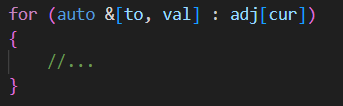 for (auto &[to, val] : adj[cur])
{
    //...
}